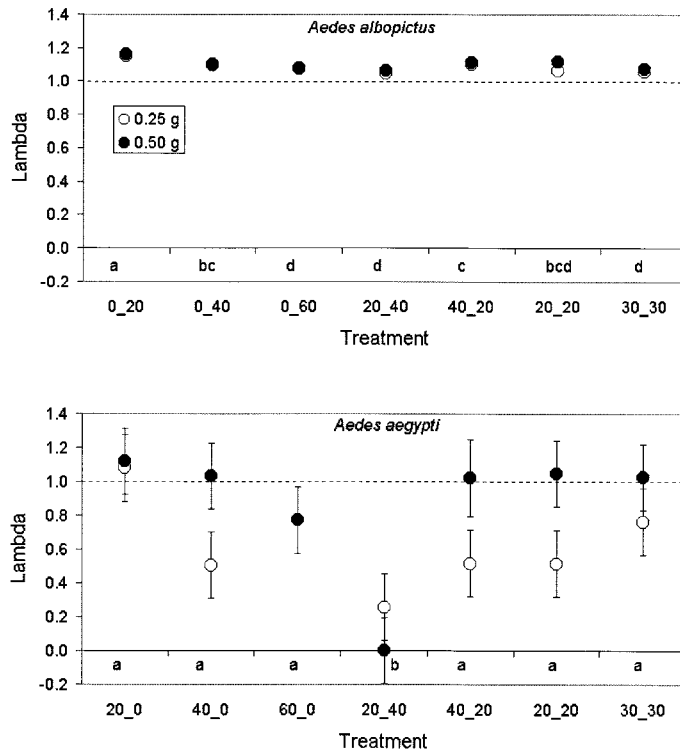 Aedes albopictus
1.4
1.2
1.0
0.8
0.6
0.4
0.2
0.0
-0.2
Lambda
0.25 g
0.50 g
a bc d d c bcd d
0_20 0_40 0_60 20_40 40_20 20_20 30_30
Treatment
Aedes aegypti
1.4
1.2
1.0
0.8
0.6
0.4
0.2
0.0
-0.2
Lambda
a a a b a a a
20_0 40_0 60_0 20_40 40_20 20_20 30_30
Treatment